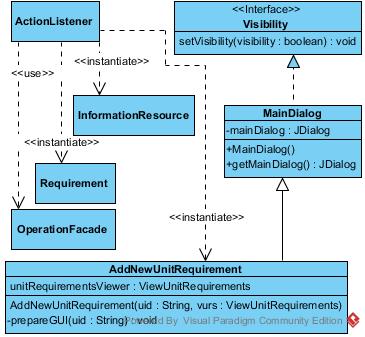 ActionListener
<<Interface>>
Visibility
setVisibility(visibility : boolean) : void
<<use>>
<<instantiate>>
InformationResource
MainDialog
-mainDialog : JDialog
+MainDialog()
+getMainDialog() : JDialog
<<instantiate>>
Requirement
OperationFacade
<<instantiate>>
AddNewUnitRequirement
unitRequirementsViewer : ViewUnitRequirements
AddNewUnitRequirement(uid : String, vurs : ViewUnitRequirements)
-prepareGUI(uid : String) : void
Powered By Visual Paradigm Community Edition